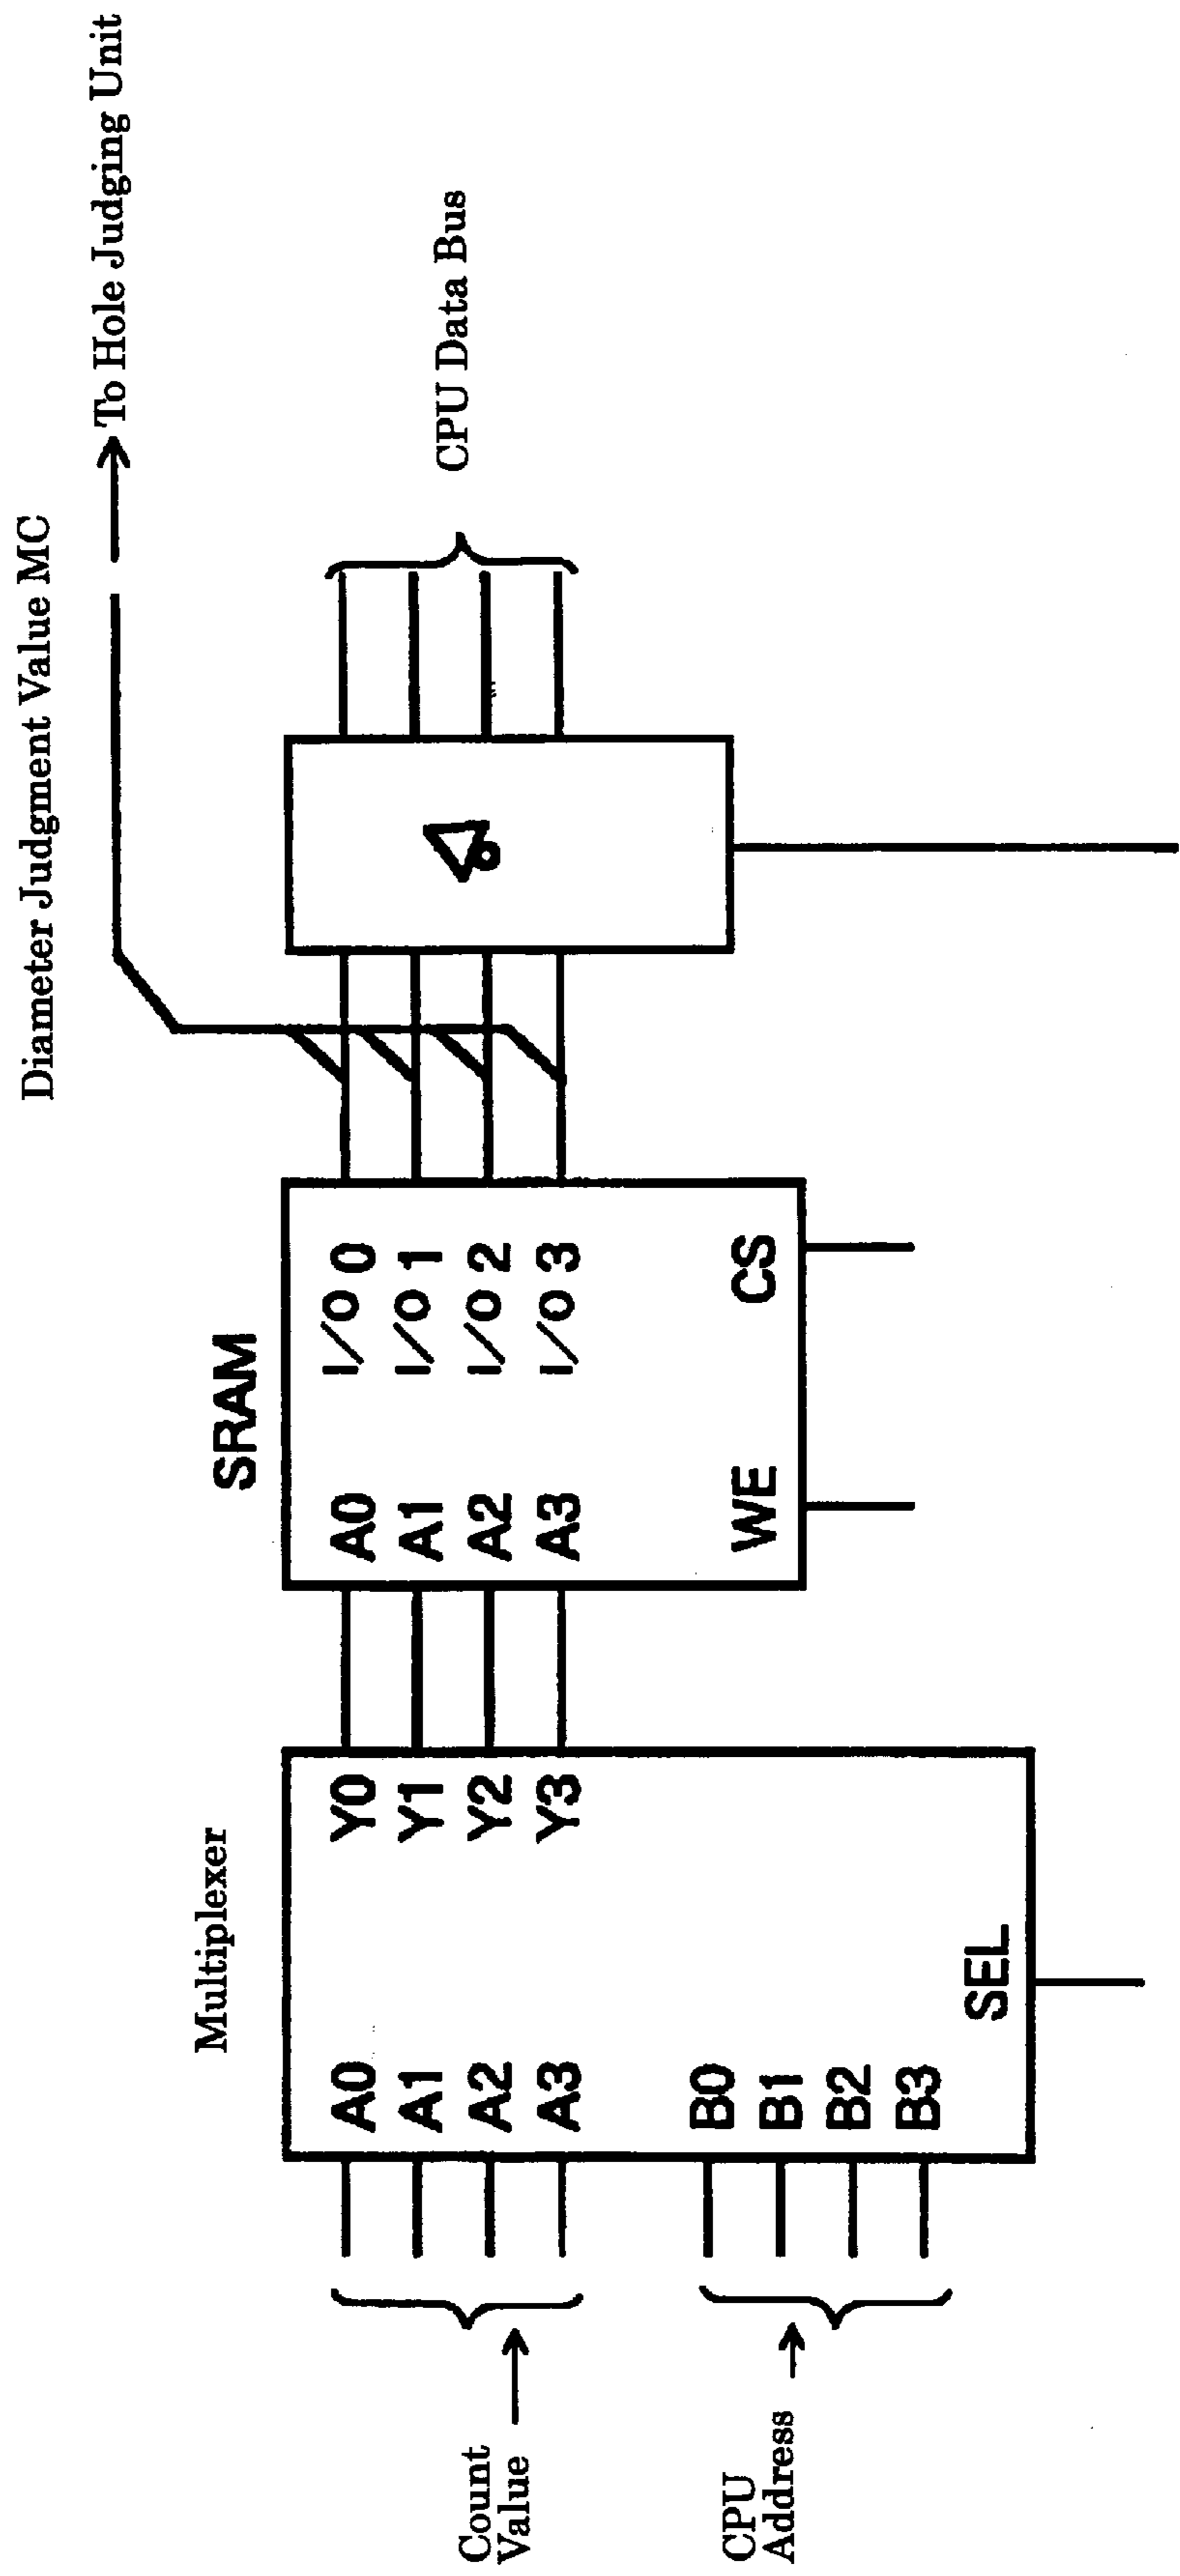 Diameter Judgment Value MC
To Hole Judging Unit
Multiplexer
SRAM
CPU Data Bus
Count
Value
CPU
Address
A0
A1
A2
A3
B0
B1
B2
B3
SEL
Y0
Y1
Y2
Y3
A0
A1
A2
A3
WE
I/O 0
I/O 1
I/O 2
I/O 3
CS